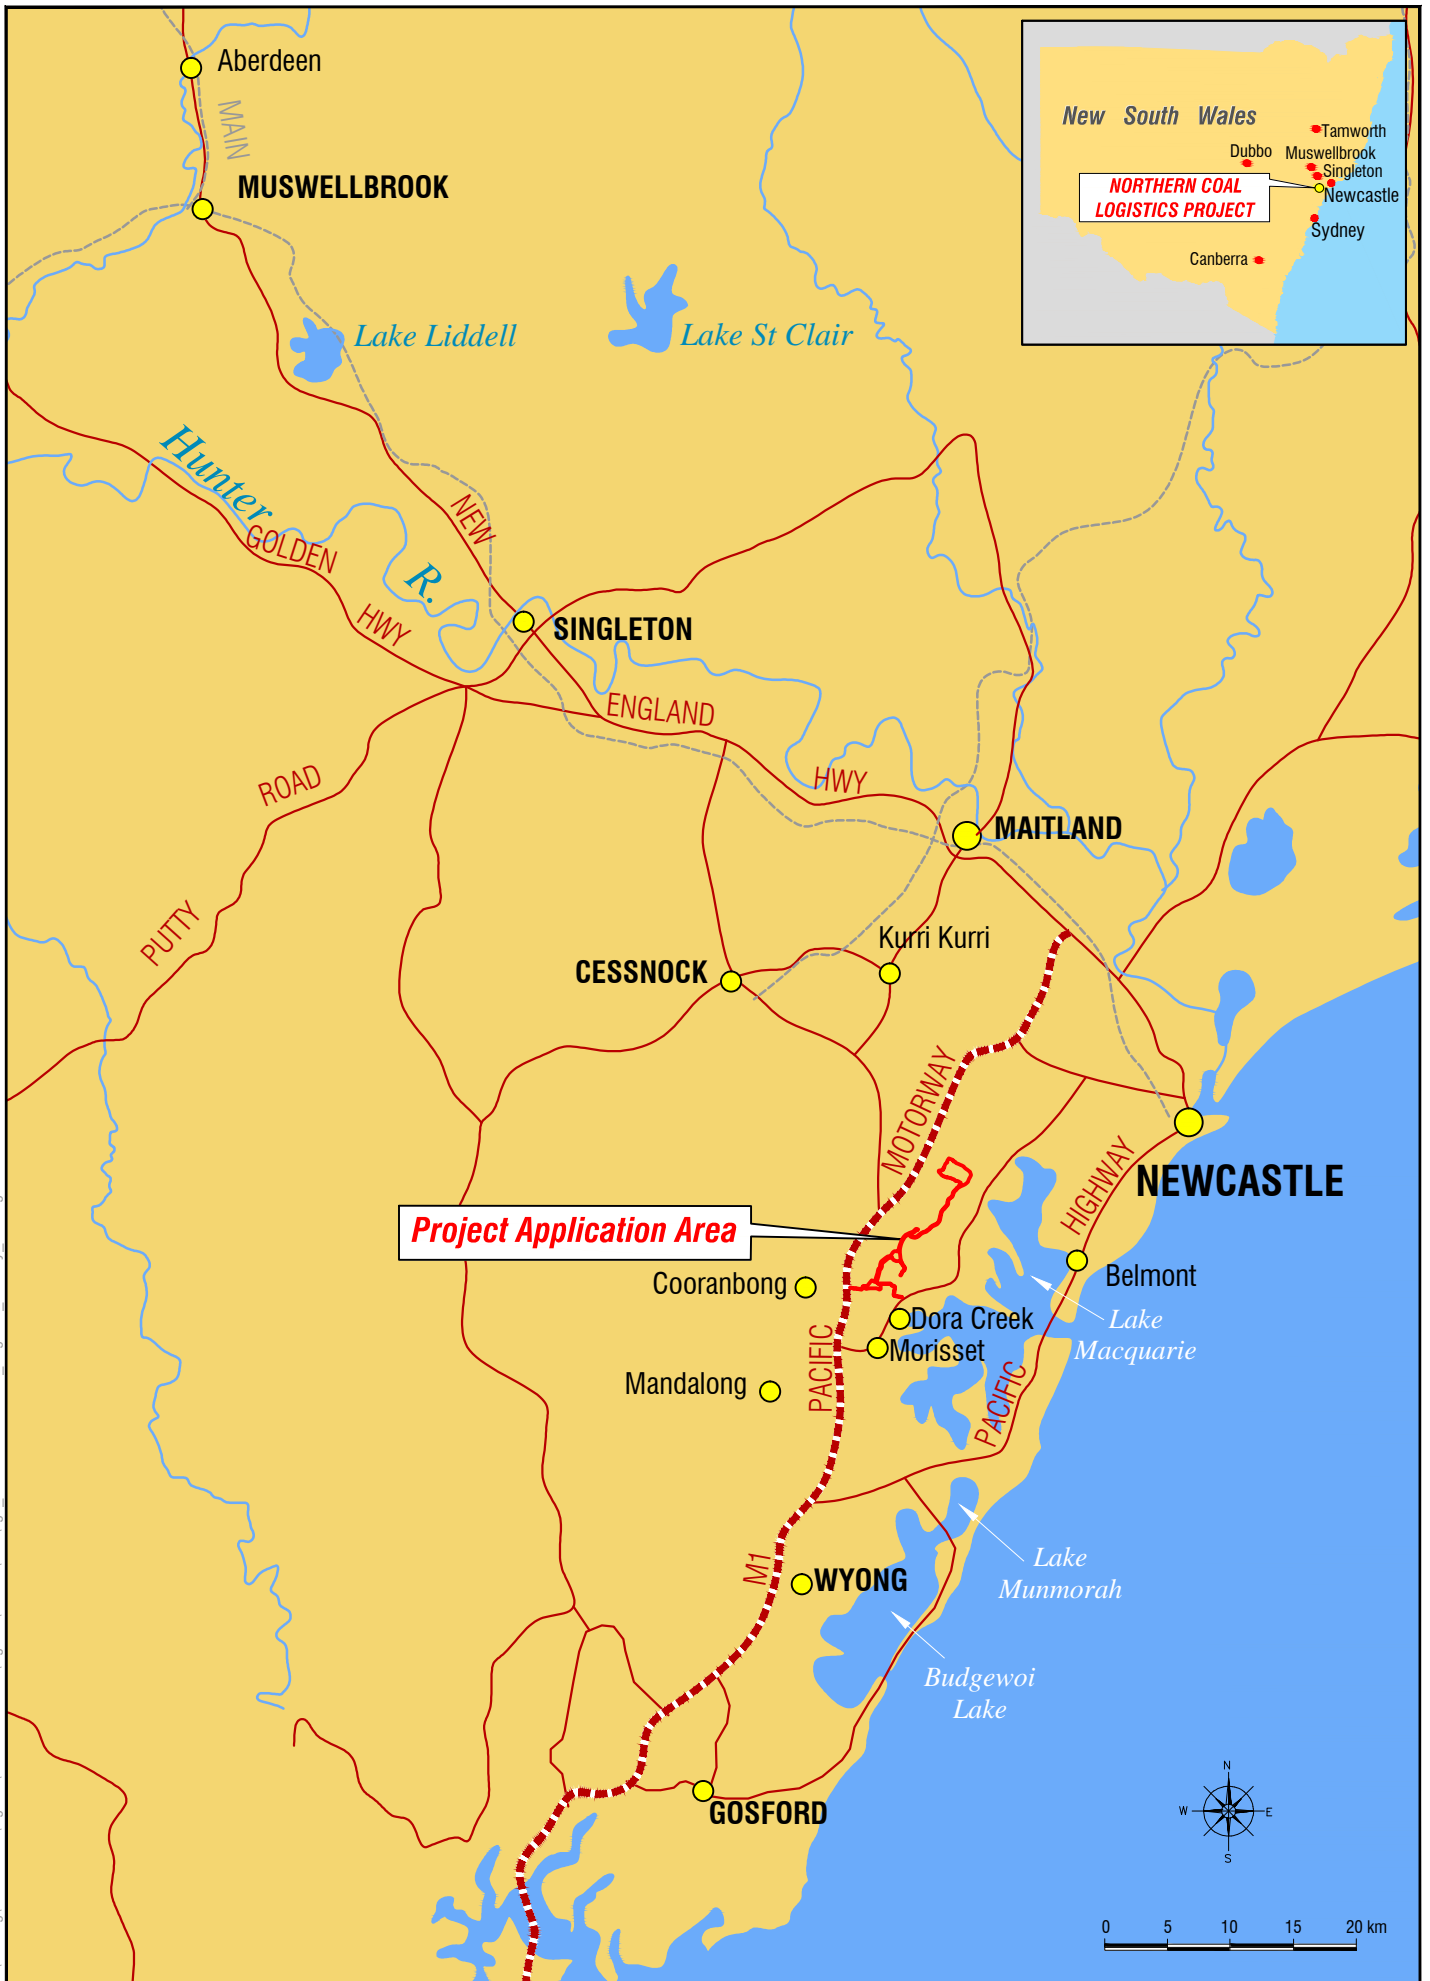 Aberdeen
MAIN
MUSWELLBROOK
New South Wales
Tamworth
Dubbo
Muswellbrook
Singleton
NORTHERN COAL
LOGISTICS PROJECT
Newcastle
Sydney
Canberra
Lake Liddell
Lake St Clair
Hunter
R.
GOLDEN
HWY
NEW
SINGLETON
ENGLAND
HWY
ROAD
PUTTY
MAITLAND
Kurri Kurri
CESSNOCK
MOTORWAY
HIGHWAY
NEWCASTLE
Project Application Area
Cooranbong
Belmont
Dora Creek
Lake
Macquarie
Morisset
PACIFIC
Mandalong
PACIFIC
M1
WYONG
Lake
Munmorah
Budgewoi
Lake
GOSFORD
N
W
E
S
0 5 10 15 20 km